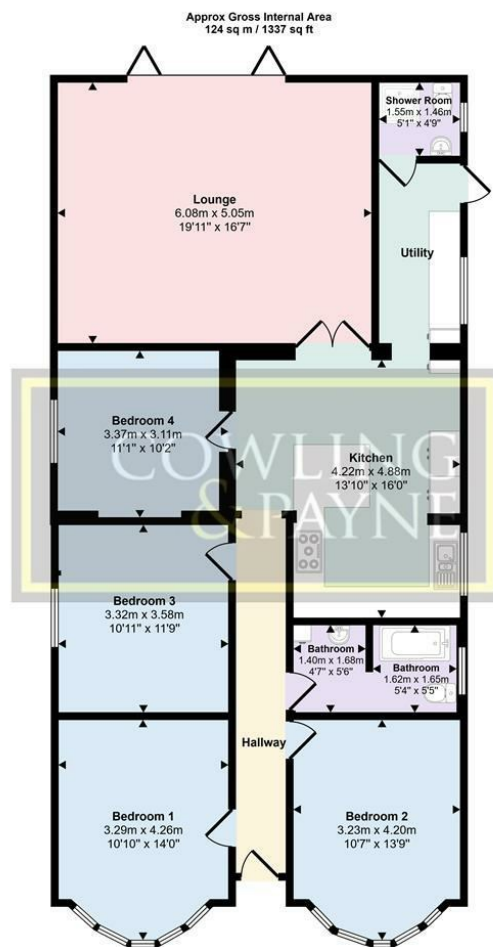 Approx Gross Internal Area
124 sq m / 1337 sq ft
Shower Room
1.55m x 1.46m
5'1" x 4'9"
Lounge
6.08m x 5.05m
19'11" x 16'7"
Utility
Bedroom 4
3.37m x 3.11m
11'1" x 10'2"
Kitchen
4.22m x 4.88m
13'10" x 16'0"
COWLING
& PAYNE
Bedroom 3
3.32m x 3.58m
10'11" x 11'9"
Bathroom
1.40m x 1.68m
4'7" x 5'6"
Bathroom
1.62m x 1.65m
5'4" x 5'5"
Hallway
Bedroom 1
3.29m x 4.26m
10'10" x 14'0"
Bedroom 2
3.23m x 4.20m
10'7" x 13'9"